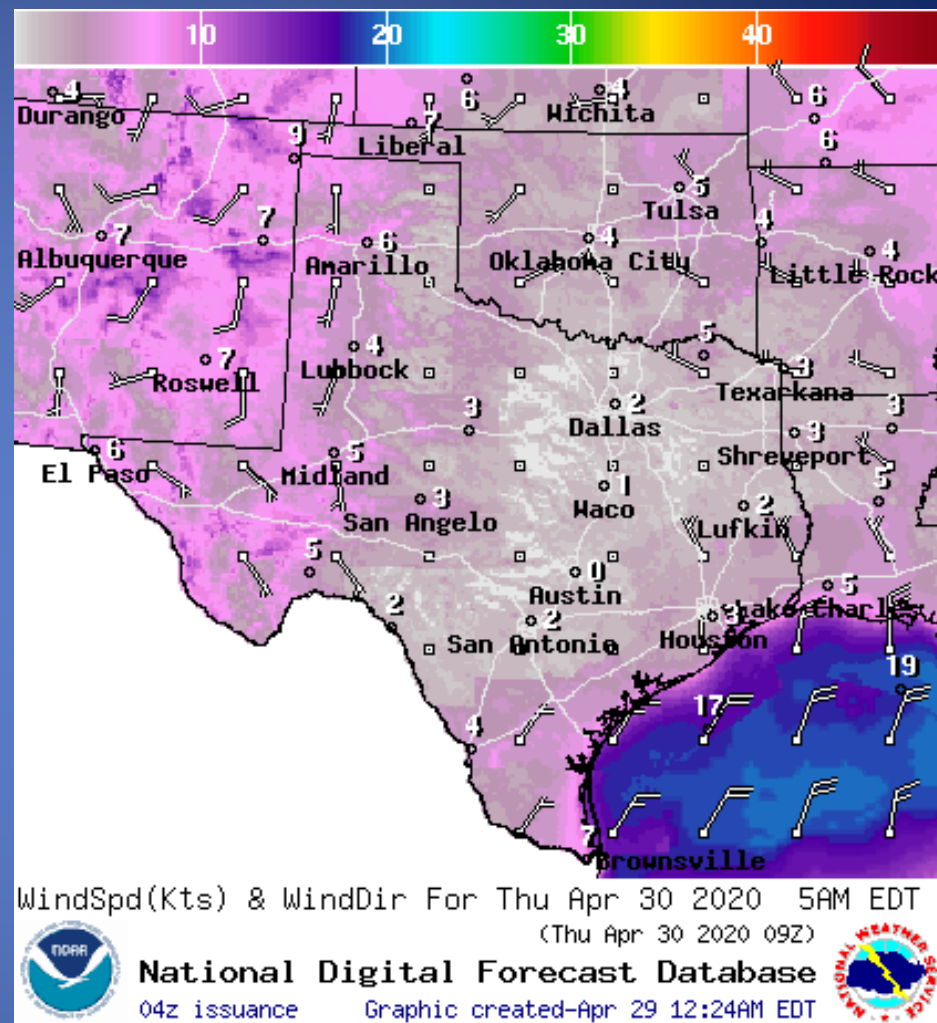 10 20 30 40
4 6 4 6
Durango Wichita
9 7 6
Liberal
5
Tulsa
7 7 6 4 4 4
Albuquerque Amarillo Oklahoma City Little Rock
7 4 5 3
Roswell Lubbock Texarkana
3 2 3 3
Dallas
6 5 Shreveport
El Paso Midland 1 5
3 Waco 2
San Angelo Lufkin
5 0 5
Austin Lake Charles
2 2 3
San Antonio Houston
19
17
4
7
Brownsville
WindSpd(Kts) & WindDir For Thu Apr 30 2020 5AM EDT
(Thu Apr 30 2020 09Z)
NOAA
National Digital Forecast Database
04z issuance Graphic created-Apr 29 12:24AM EDT
NATIONAL WEATHER SERVICE